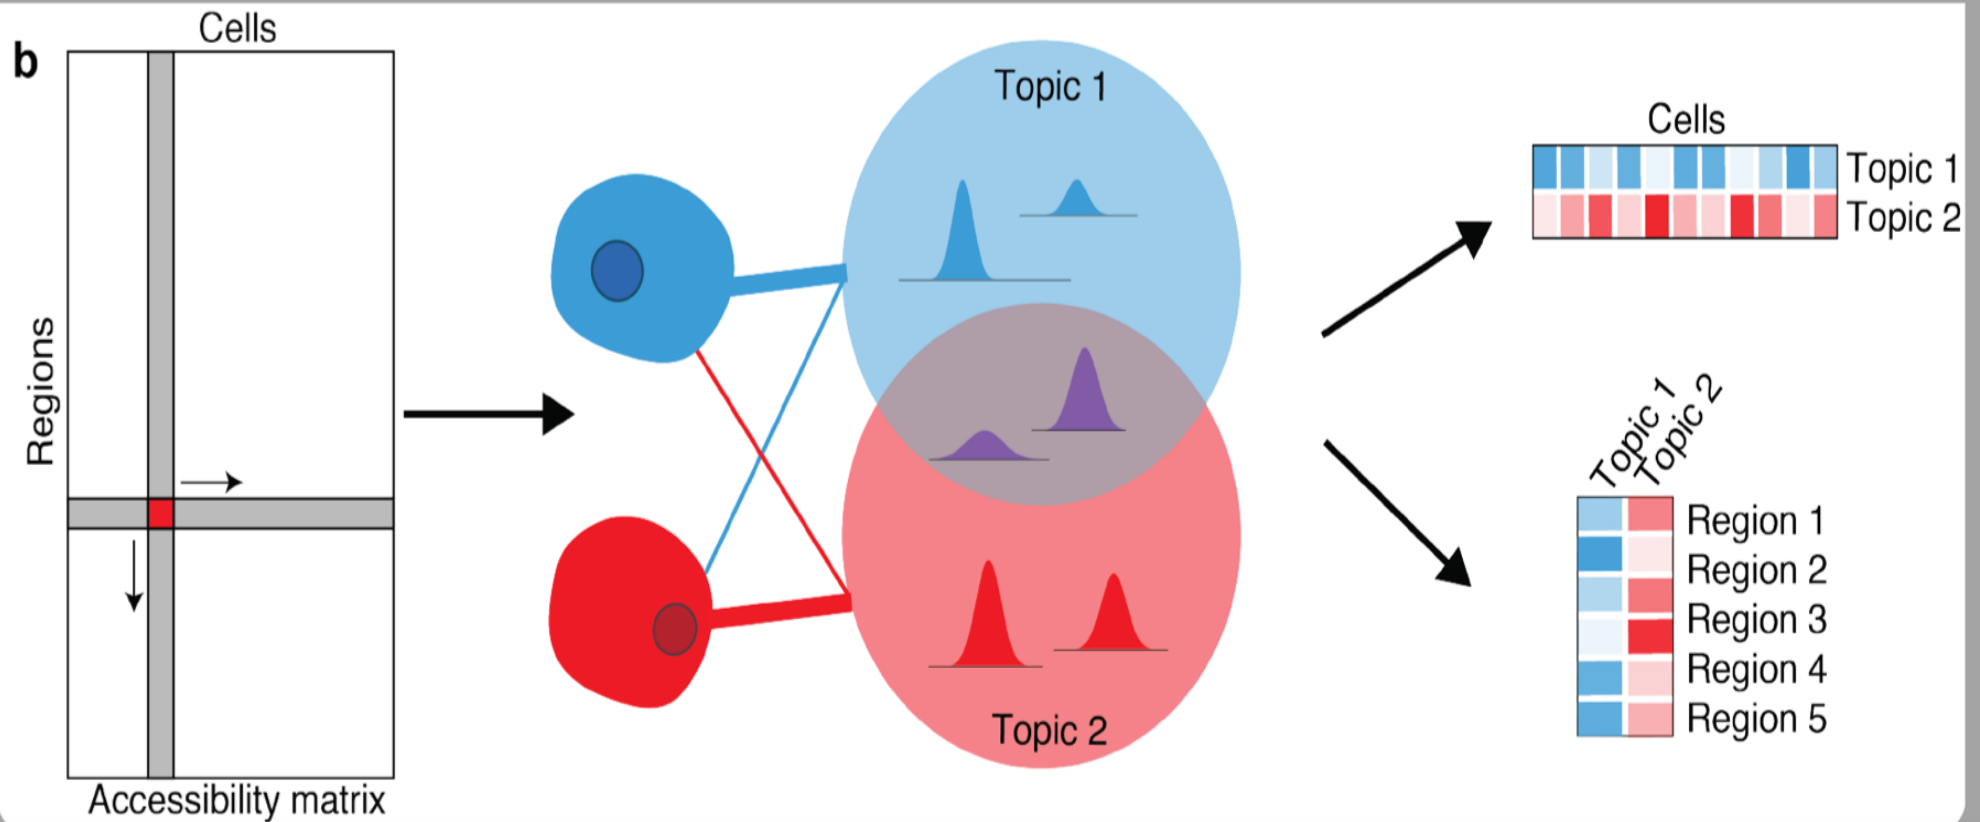 b
Cells
Regions
Accessibility matrix
Topic 1
Topic 2
Cells
Topic 1
Topic 2
Topic 1
Topic 2
Region 1
Region 2
Region 3
Region 4
Region 5